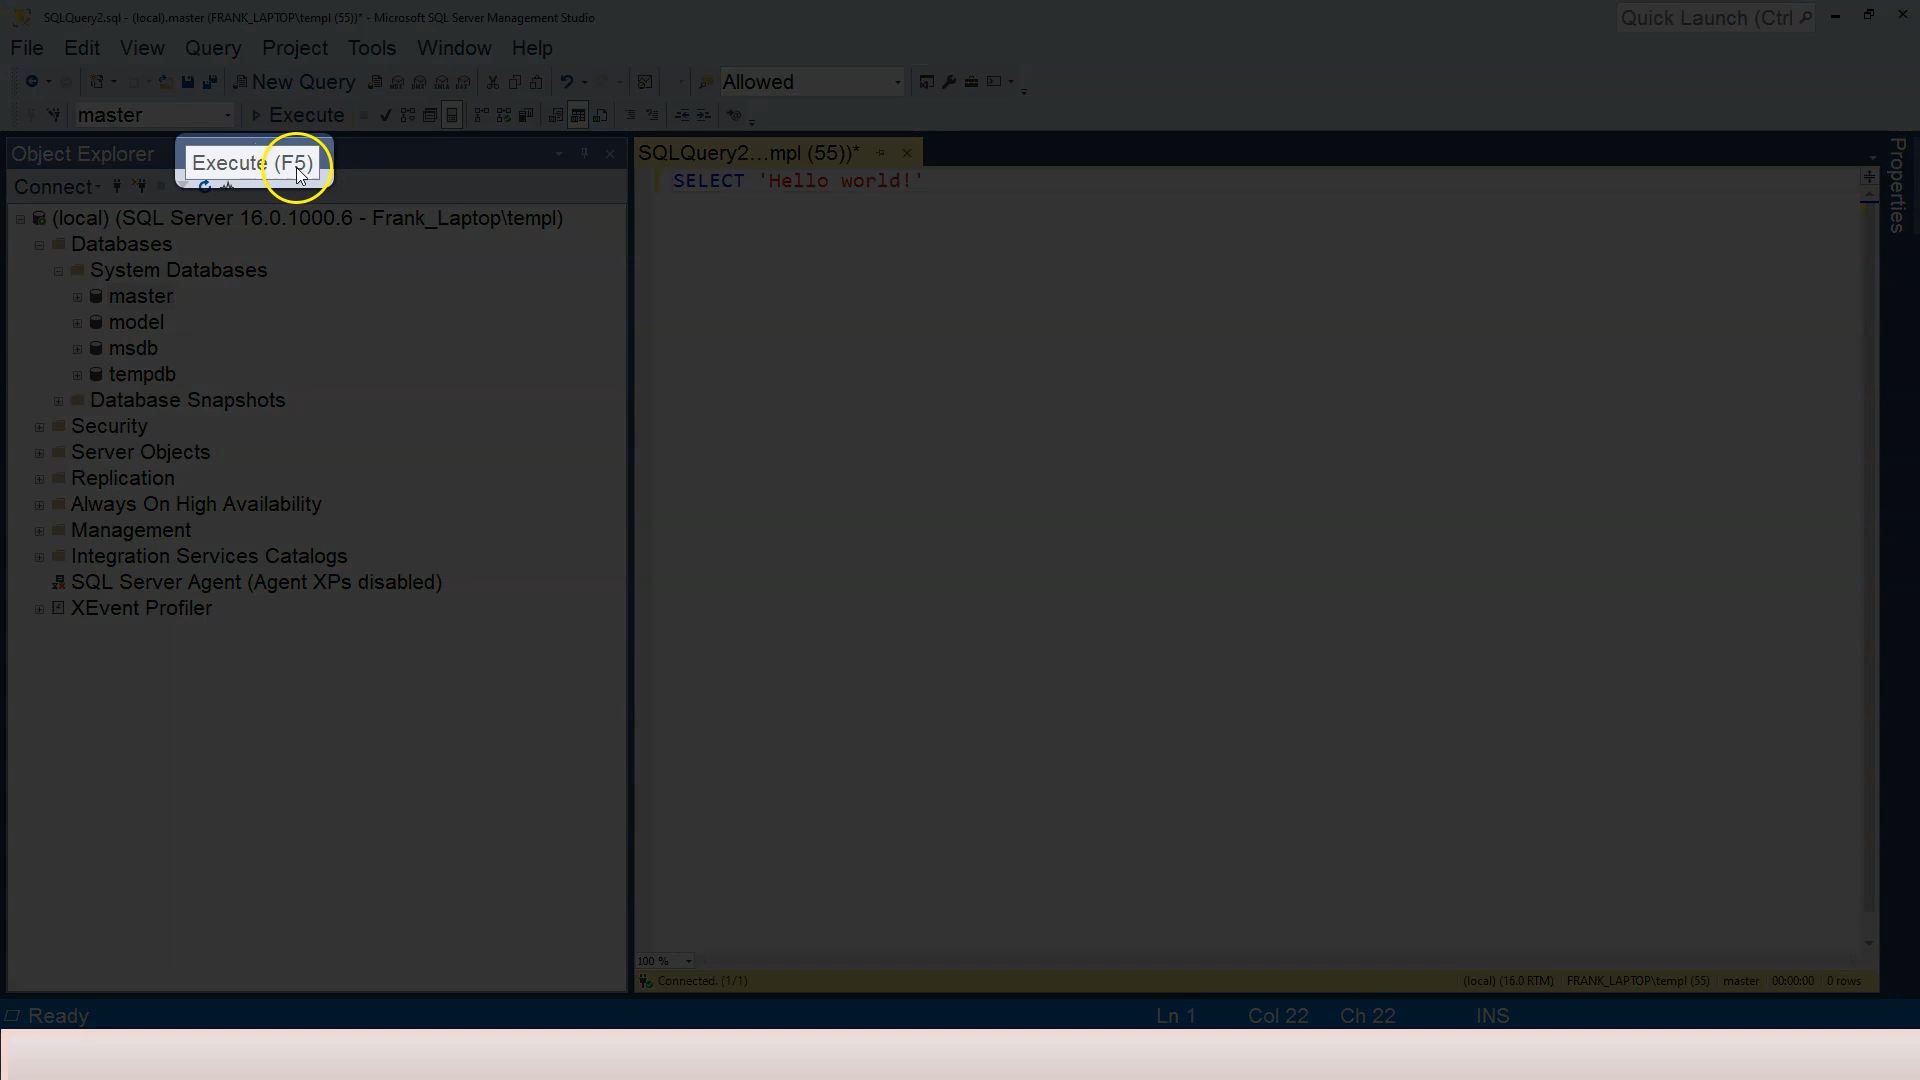 SQLQuery2.sql - (local).master (FRANK_LAPTOP\templ (55))* - Microsoft SQL Server Management Studio
Quick Launch (Ctrl
File Edit View Query Project Tools Window Help
New Query
Allowed
master
Execute
Object Explorer
Execute (F5)
Connect
(local) (SQL Server 16.0.1000.6 - Frank_Laptop\templ)
Databases
System Databases
master
model
msdb
tempdb
Database Snapshots
Security
Server Objects
Replication
Always On High Availability
Management
Integration Services Catalogs
SQL Server Agent (Agent XPs disabled)
XEvent Profiler
SQLQuery2...mpl (55))*
SELECT 'Hello world!'
Properties
100 %
Connected. (1/1)
(local) (16.0 RTM) FRANK_LAPTOP\templ (55) master 00:00:00 0 rows
Ready
Ln 1 Col 22 Ch 22 INS